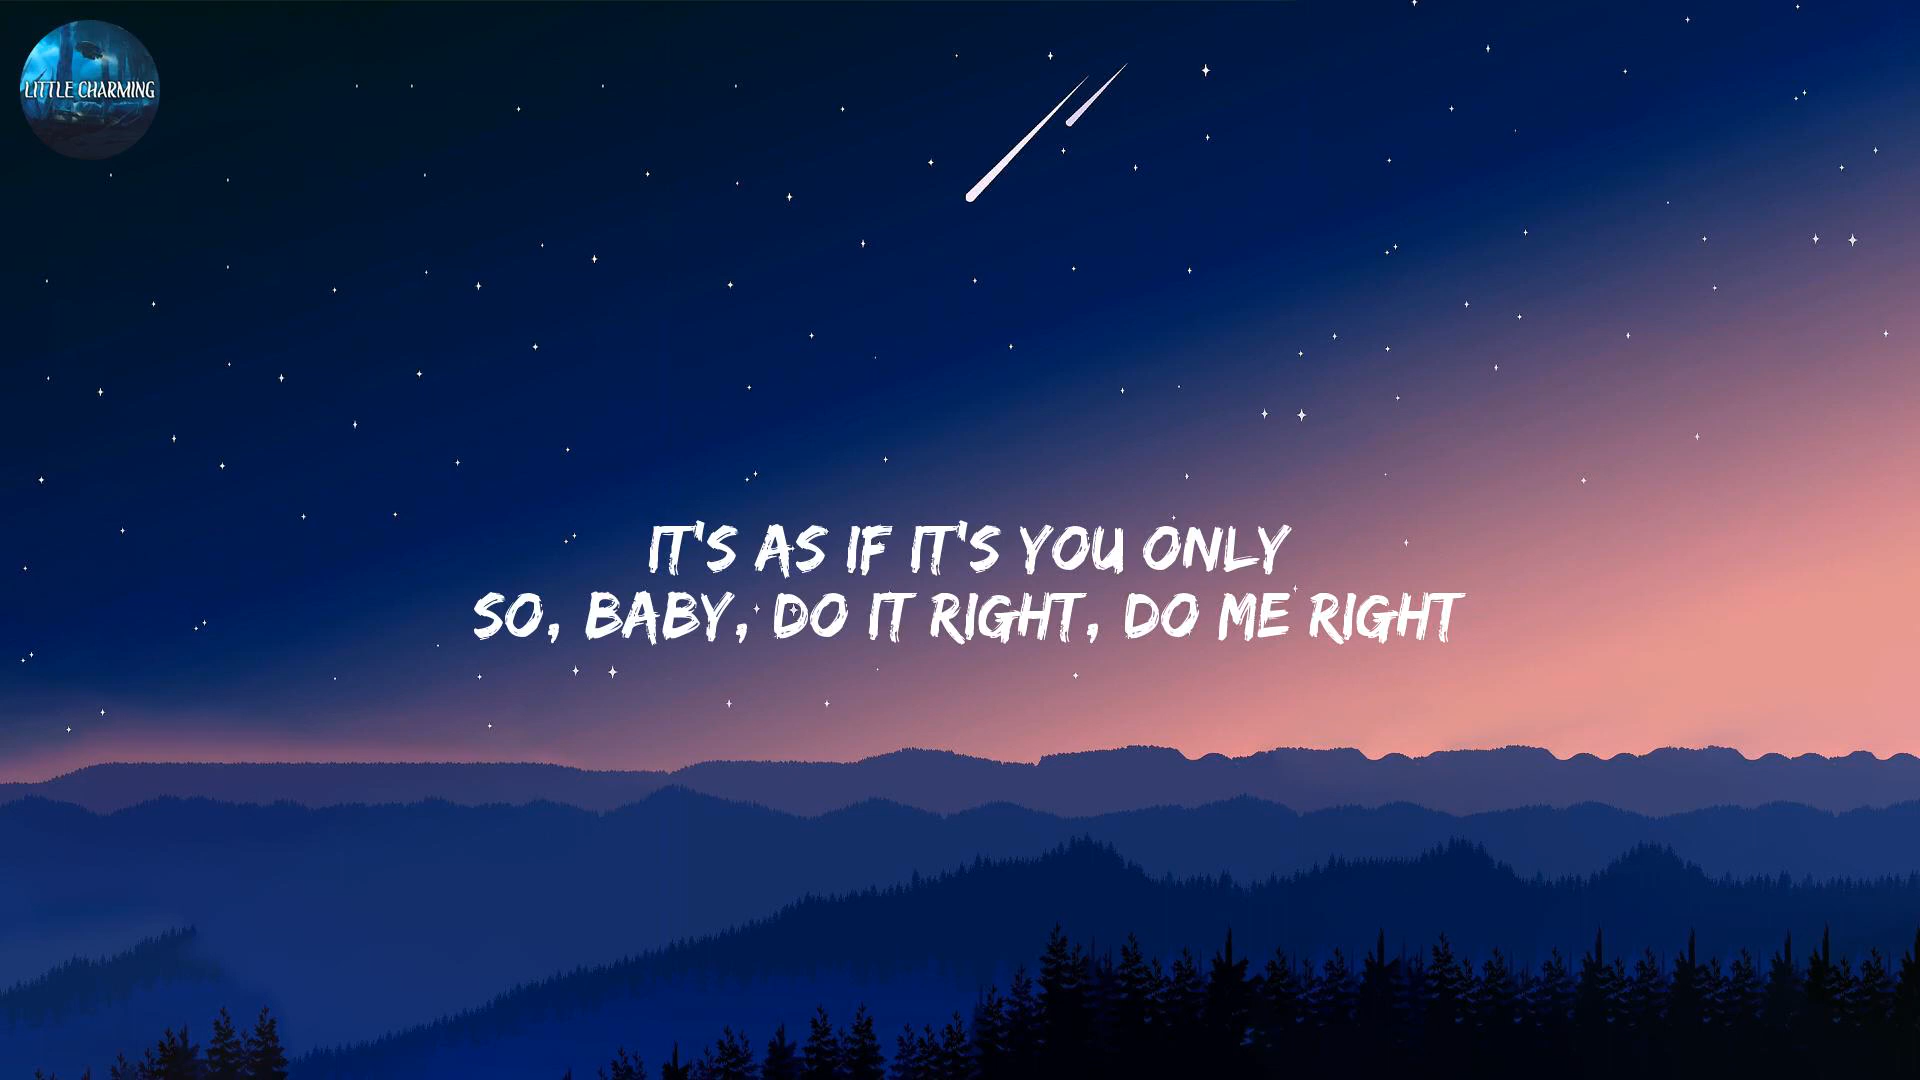 LITTLE CHARMING
IT'S AS IF IT'S YOU ONLY
SO, BABY, DO IT RIGHT, DO ME RIGHT